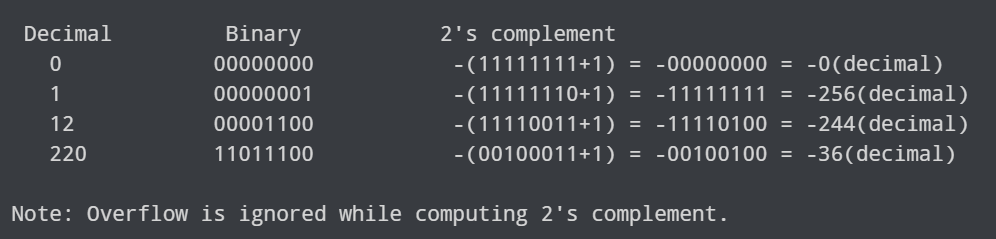 Decimal Binary 2's complement
0 00000000 -(11111111+1) = -00000000 = -0(decimal)
1 00000001 -(11111110+1) = -11111111 = -256(decimal)
12 00001100 -(11110011+1) = -11110100 = -244(decimal)
220 11011100 -(00100011+1) = -00100100 = -36(decimal)
Note: Overflow is ignored while computing 2's complement.